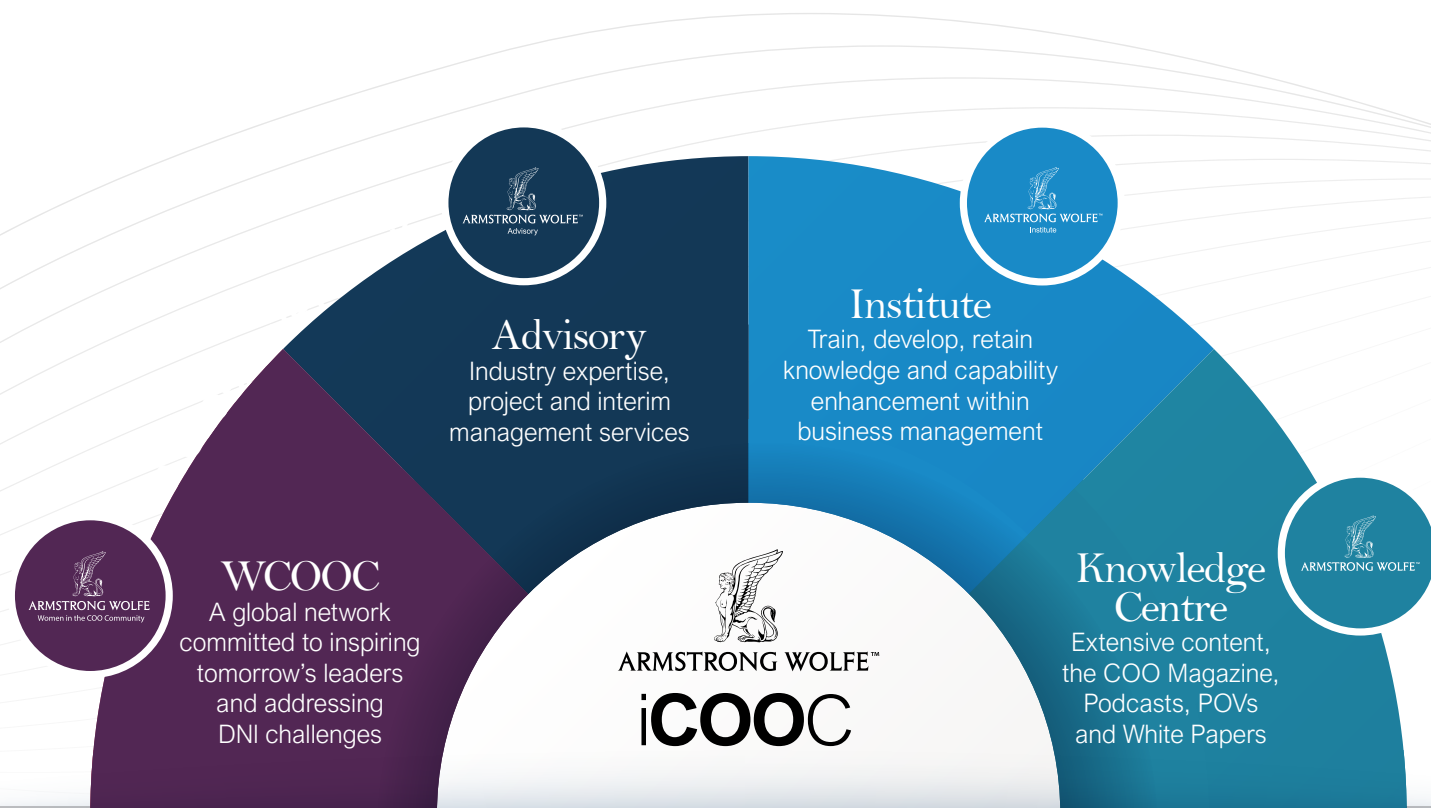 ARMSTRONG WOLFE™
Advisory
ARMSTRONG WOLFE™
Institute
Advisory
Industry expertise,
project and interim
management services
Institute
Train, develop, retain
knowledge and capability
enhancement within
business management
ARMSTRONG WOLFE
Women in the COO Community
WCOOC
A global network
committed to inspiring
tomorrow’s leaders
and addressing
DNI challenges
ARMSTRONG WOLFE™
iCOOC
Knowledge
Centre
Extensive content,
the COO Magazine,
Podcasts, POVs
and White Papers
ARMSTRONG WOLFE™